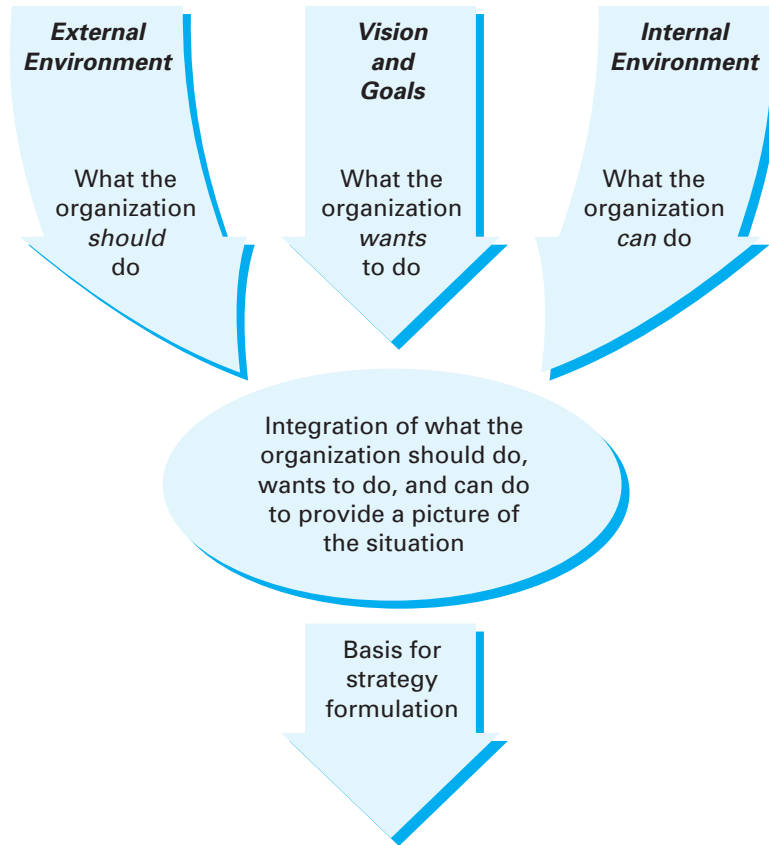 External
Environment
What the
organization
should
do
Vision
and
Goals
What the
organization
wants
to do
Internal
Environment
What the
organization
can do
Integration of what the
organization should do,
wants to do, and can do
to provide a picture of
the situation
Basis for
strategy
formulation